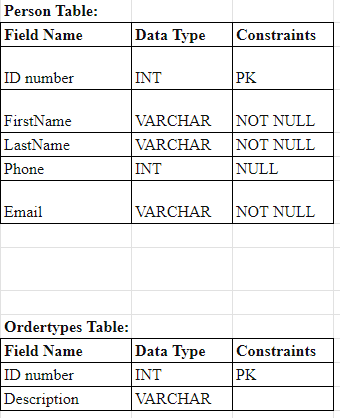 Person Table:
Field Name Data Type Constraints
ID number INT PK
FirstName VARCHAR NOT NULL
LastName VARCHAR NOT NULL
Phone INT NULL
Email VARCHAR NOT NULL
Ordertypes Table:
Field Name Data Type Constraints
ID number INT PK
Description VARCHAR